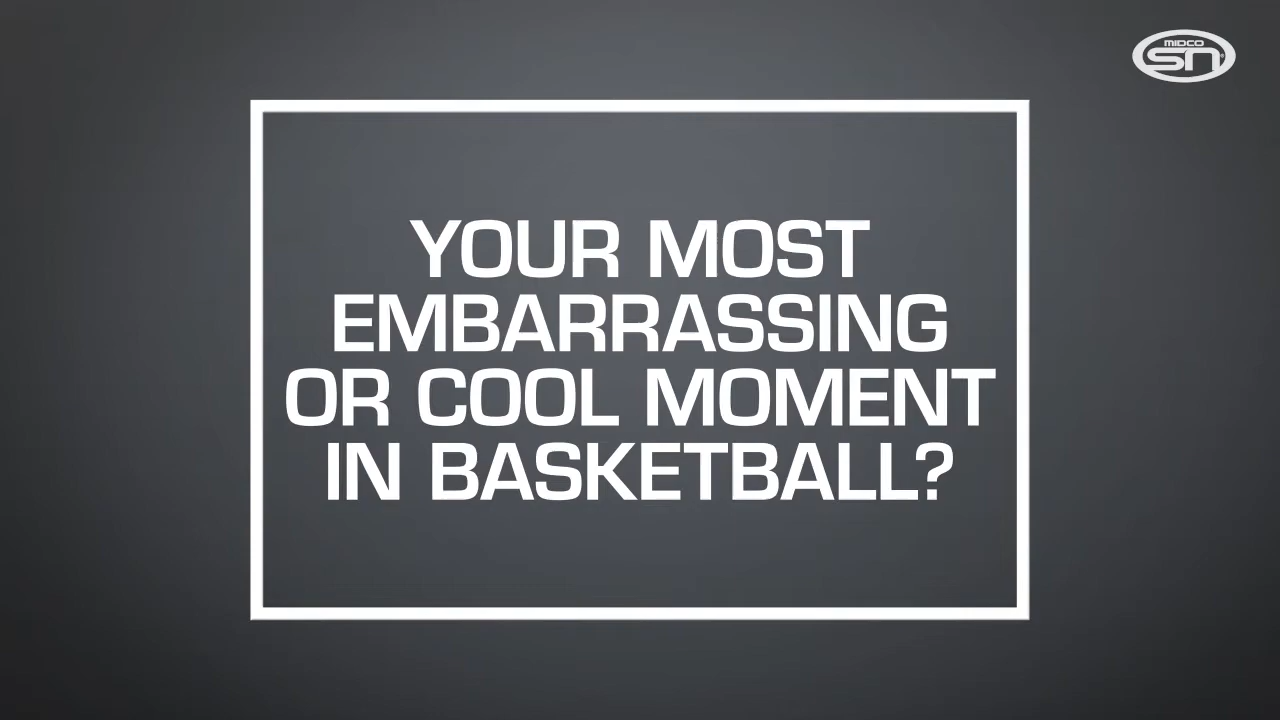 MIDCO
SN
YOUR MOST
EMBARRASSING
OR COOL MOMENT
IN BASKETBALL?